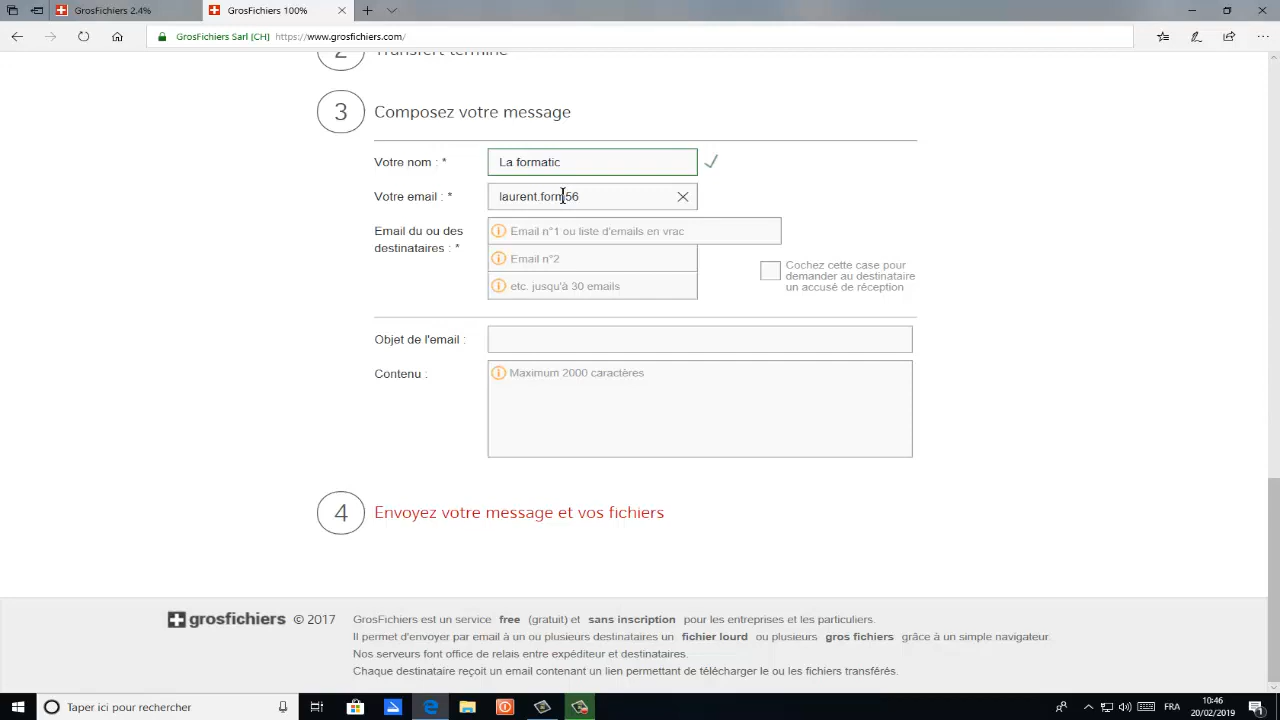 GrosFichiers 2.4%
GrosFichiers 100%
GrosFichiers Sarl [CH]
https://www.grosfichiers.com/
2 Transfert terminé
3 Composez votre message
Votre nom : *
La formatic
Votre email : *
laurent.form56
Email du ou des
destinataires : *
Email n°1 ou liste d'emails en vrac
Email n°2
etc. jusqu'à 30 emails
Cochez cette case pour
demander au destinataire
un accusé de réception
Objet de l'email :
Contenu :
Maximum 2000 caractères
4 Envoyez votre message et vos fichiers
grosfichiers © 2017
GrosFichiers est un service free (gratuit) et sans inscription pour les entreprises et les particuliers.
Il permet d'envoyer par email à un ou plusieurs destinataires un fichier lourd ou plusieurs gros fichiers grâce à un simple navigateur.
Nos serveurs font office de relais entre expéditeur et destinataires.
Chaque destinataire reçoit un email contenant un lien permettant de télécharger le ou les fichiers transférés.
Taper ici pour rechercher
10:46
20/02/2019